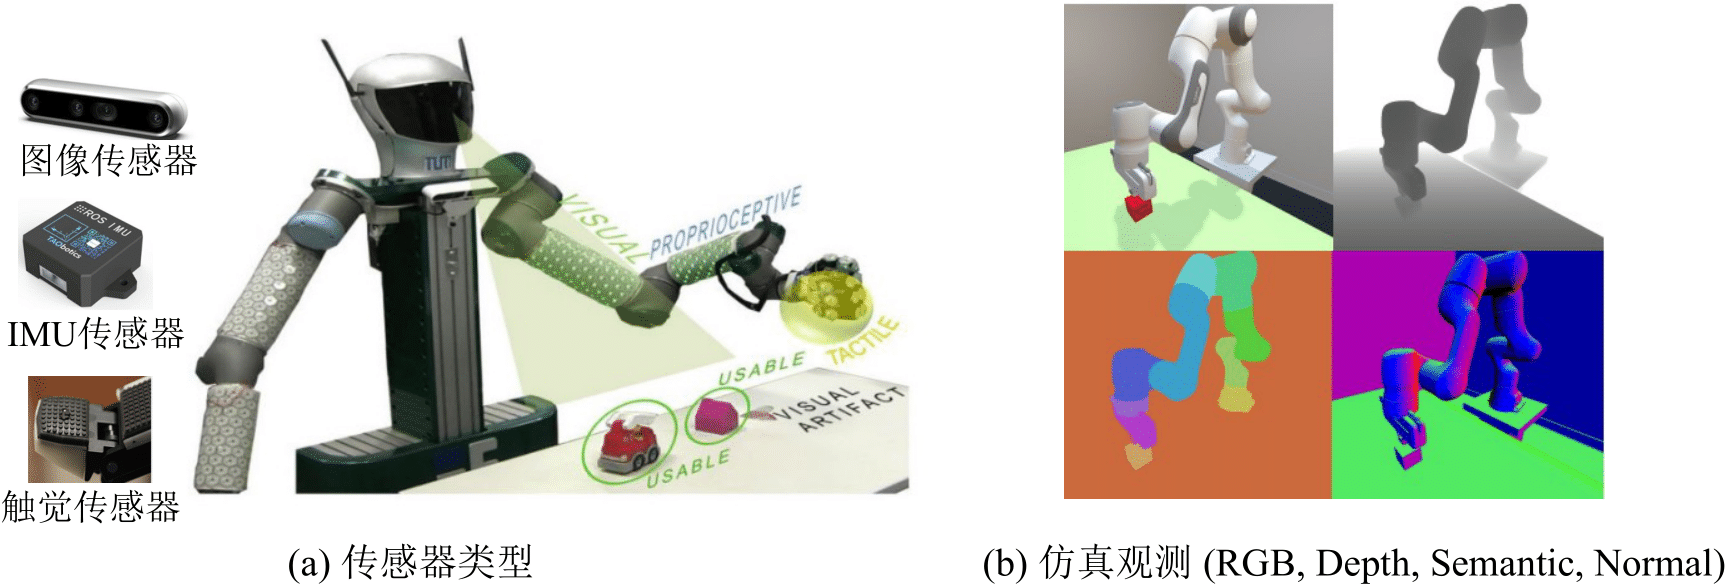 图像传感器
ROS IMU
TAObotics
IMU传感器
触觉传感器
TUM
VISUAL
PROPRIOCEPTIVE
TACTILE
USABLE
USABLE
VISUAL
ARTIFACT
(a) 传感器类型
(b) 仿真观测 (RGB, Depth, Semantic, Normal)